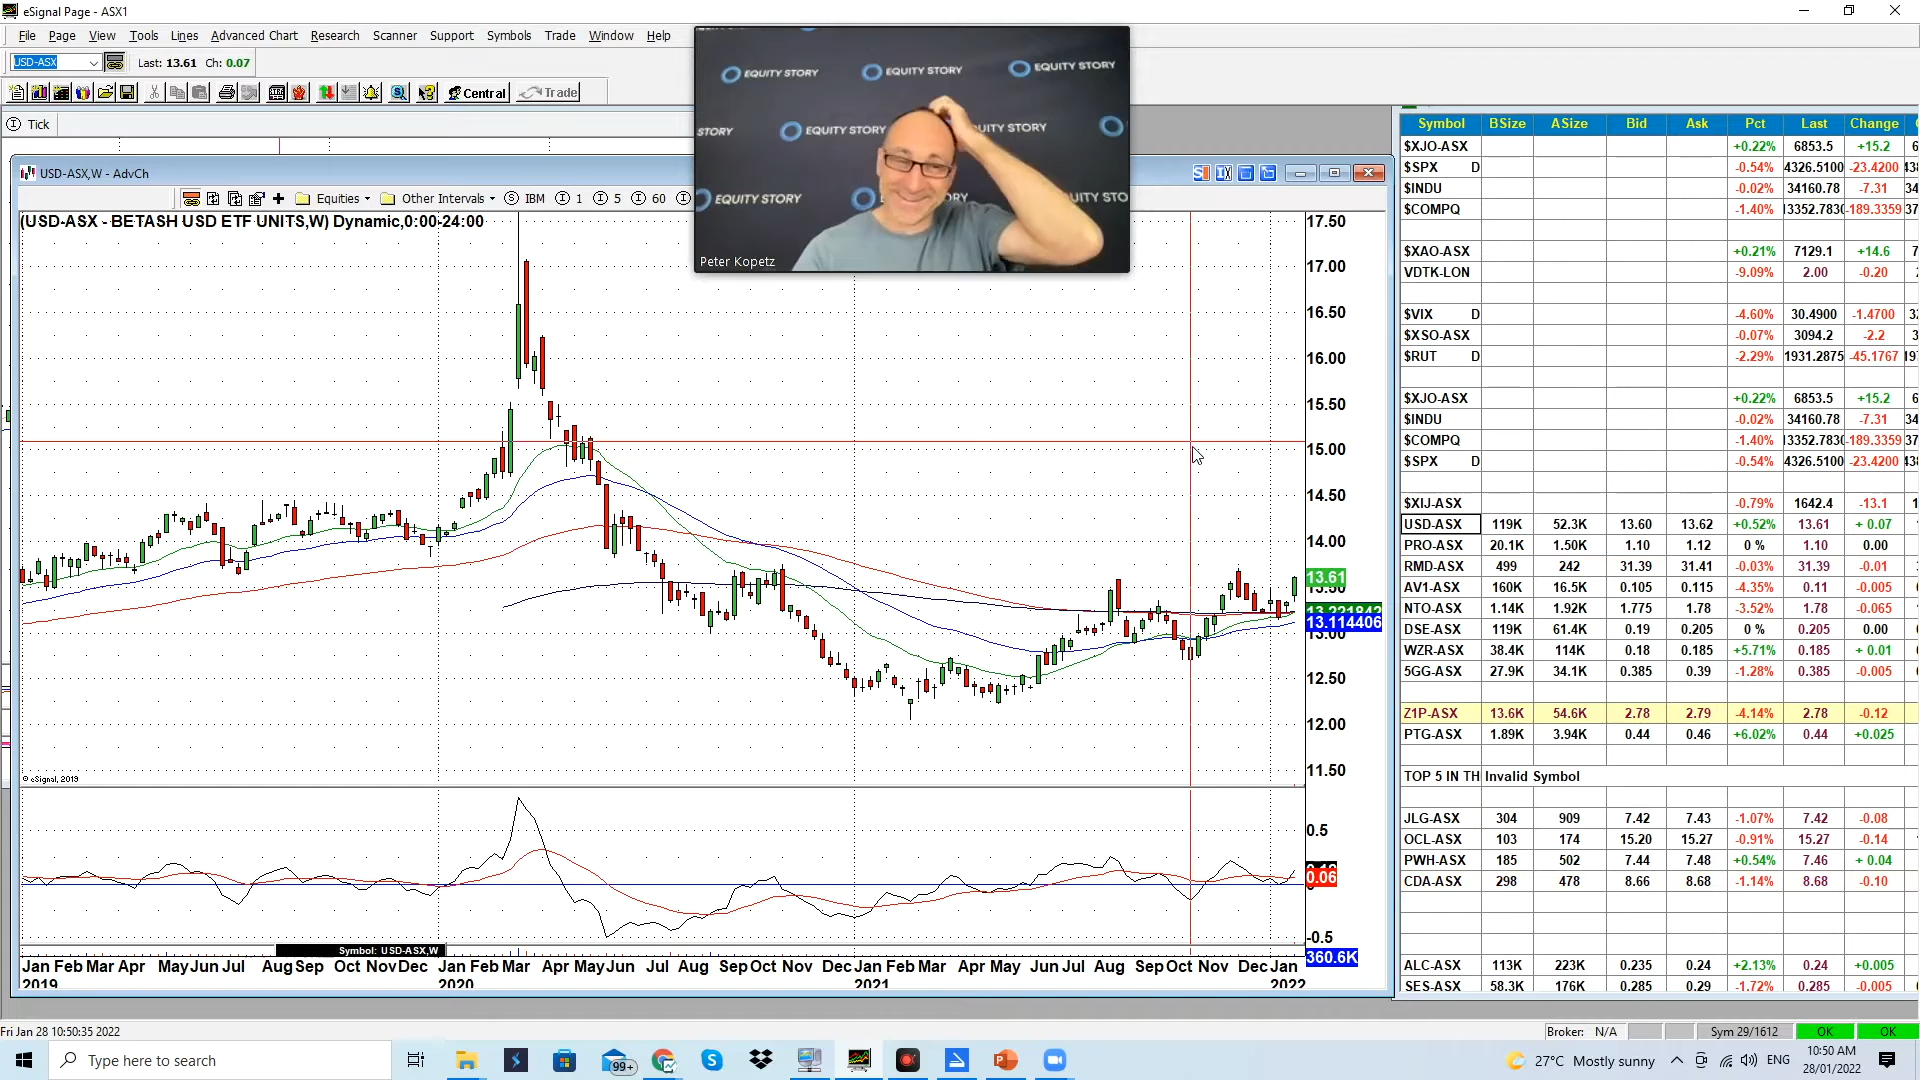 eSignal Page - ASX1
File Page View Tools Lines Advanced Chart Research Scanner Support Symbols Trade Window Help
USD-ASX Last: 13.61 Ch: 0.07
Central Trade
Tick
USD-ASX,W - AdvCh
Equities Other Intervals IBM 1 5 60
(USD-ASX - BETASH USD ETF UNITS,W) Dynamic,0:00-24:00
EQUITY STORY EQUITY STORY EQUITY STORY
STORY EQUITY STORY EQUITY STORY
EQUITY STORY
Peter Kopetz
17.50
17.00
16.50
16.00
15.50
15.00
14.50
14.00
13.61
13.50
13.221842
13.114406
13.00
12.50
12.00
11.50
© eSignal, 2019
0.5
0.06
-0.5
360.6K
Symbol: USD-ASX,W
Jan Feb Mar Apr May Jun Jul Aug Sep Oct Nov Dec Jan Feb Mar Apr May Jun Jul Aug Sep Oct Nov Dec Jan Feb Mar Apr May Jun Jul Aug Sep Oct Nov Dec Jan
2019 2020 2021 2022
Symbol BSize ASize Bid Ask Pct Last Change
$XJO-ASX +0.22% 6853.5 +15.2
$SPX D -0.54% 4326.5100 -23.4200
$INDU -0.02% 34160.78 -7.31
$COMPQ -1.40% 13352.7830 -189.3359
$XAO-ASX +0.21% 7129.1 +14.6
VDTK-LON -9.09% 2.00 -0.20
$VIX D -4.60% 30.4900 -1.4700
$XSO-ASX -0.07% 3094.2 -2.2
$RUT D -2.29% 1931.2875 -45.1767
$XJO-ASX +0.22% 6853.5 +15.2
$INDU -0.02% 34160.78 -7.31
$COMPQ -1.40% 13352.7830 -189.3359
$SPX D -0.54% 4326.5100 -23.4200
$XIJ-ASX -0.79% 1642.4 -13.1
USD-ASX 119K 52.3K 13.60 13.62 +0.52% 13.61 + 0.07
PRO-ASX 20.1K 1.50K 1.10 1.12 0 % 1.10 0.00
RMD-ASX 499 242 31.39 31.41 -0.03% 31.39 -0.01
AV1-ASX 160K 16.5K 0.105 0.115 -4.35% 0.11 -0.005
NTO-ASX 1.14K 1.92K 1.775 1.78 -3.52% 1.78 -0.065
DSE-ASX 119K 61.4K 0.19 0.205 0 % 0.205 0.00
WZR-ASX 38.4K 114K 0.18 0.185 +5.71% 0.185 + 0.01
5GG-ASX 27.9K 34.1K 0.385 0.39 -1.28% 0.385 -0.005
Z1P-ASX 13.6K 54.6K 2.78 2.79 -4.14% 2.78 -0.12
PTG-ASX 1.89K 3.94K 0.44 0.46 +6.02% 0.44 +0.025
TOP 5 IN TH Invalid Symbol
JLG-ASX 304 909 7.42 7.43 -1.07% 7.42 -0.08
OCL-ASX 103 174 15.20 15.27 -0.91% 15.27 -0.14
PWH-ASX 185 502 7.44 7.48 +0.54% 7.46 + 0.04
CDA-ASX 298 478 8.66 8.68 -1.14% 8.68 -0.10
ALC-ASX 113K 223K 0.235 0.24 +2.13% 0.24 +0.005
SES-ASX 58.3K 176K 0.285 0.29 -1.72% 0.285 -0.005
Fri Jan 28 10:50:35 2022
Broker: N/A Sym 29/1612 OK OK
Type here to search
99+
27°C Mostly sunny ENG
10:50 AM
28/01/2022